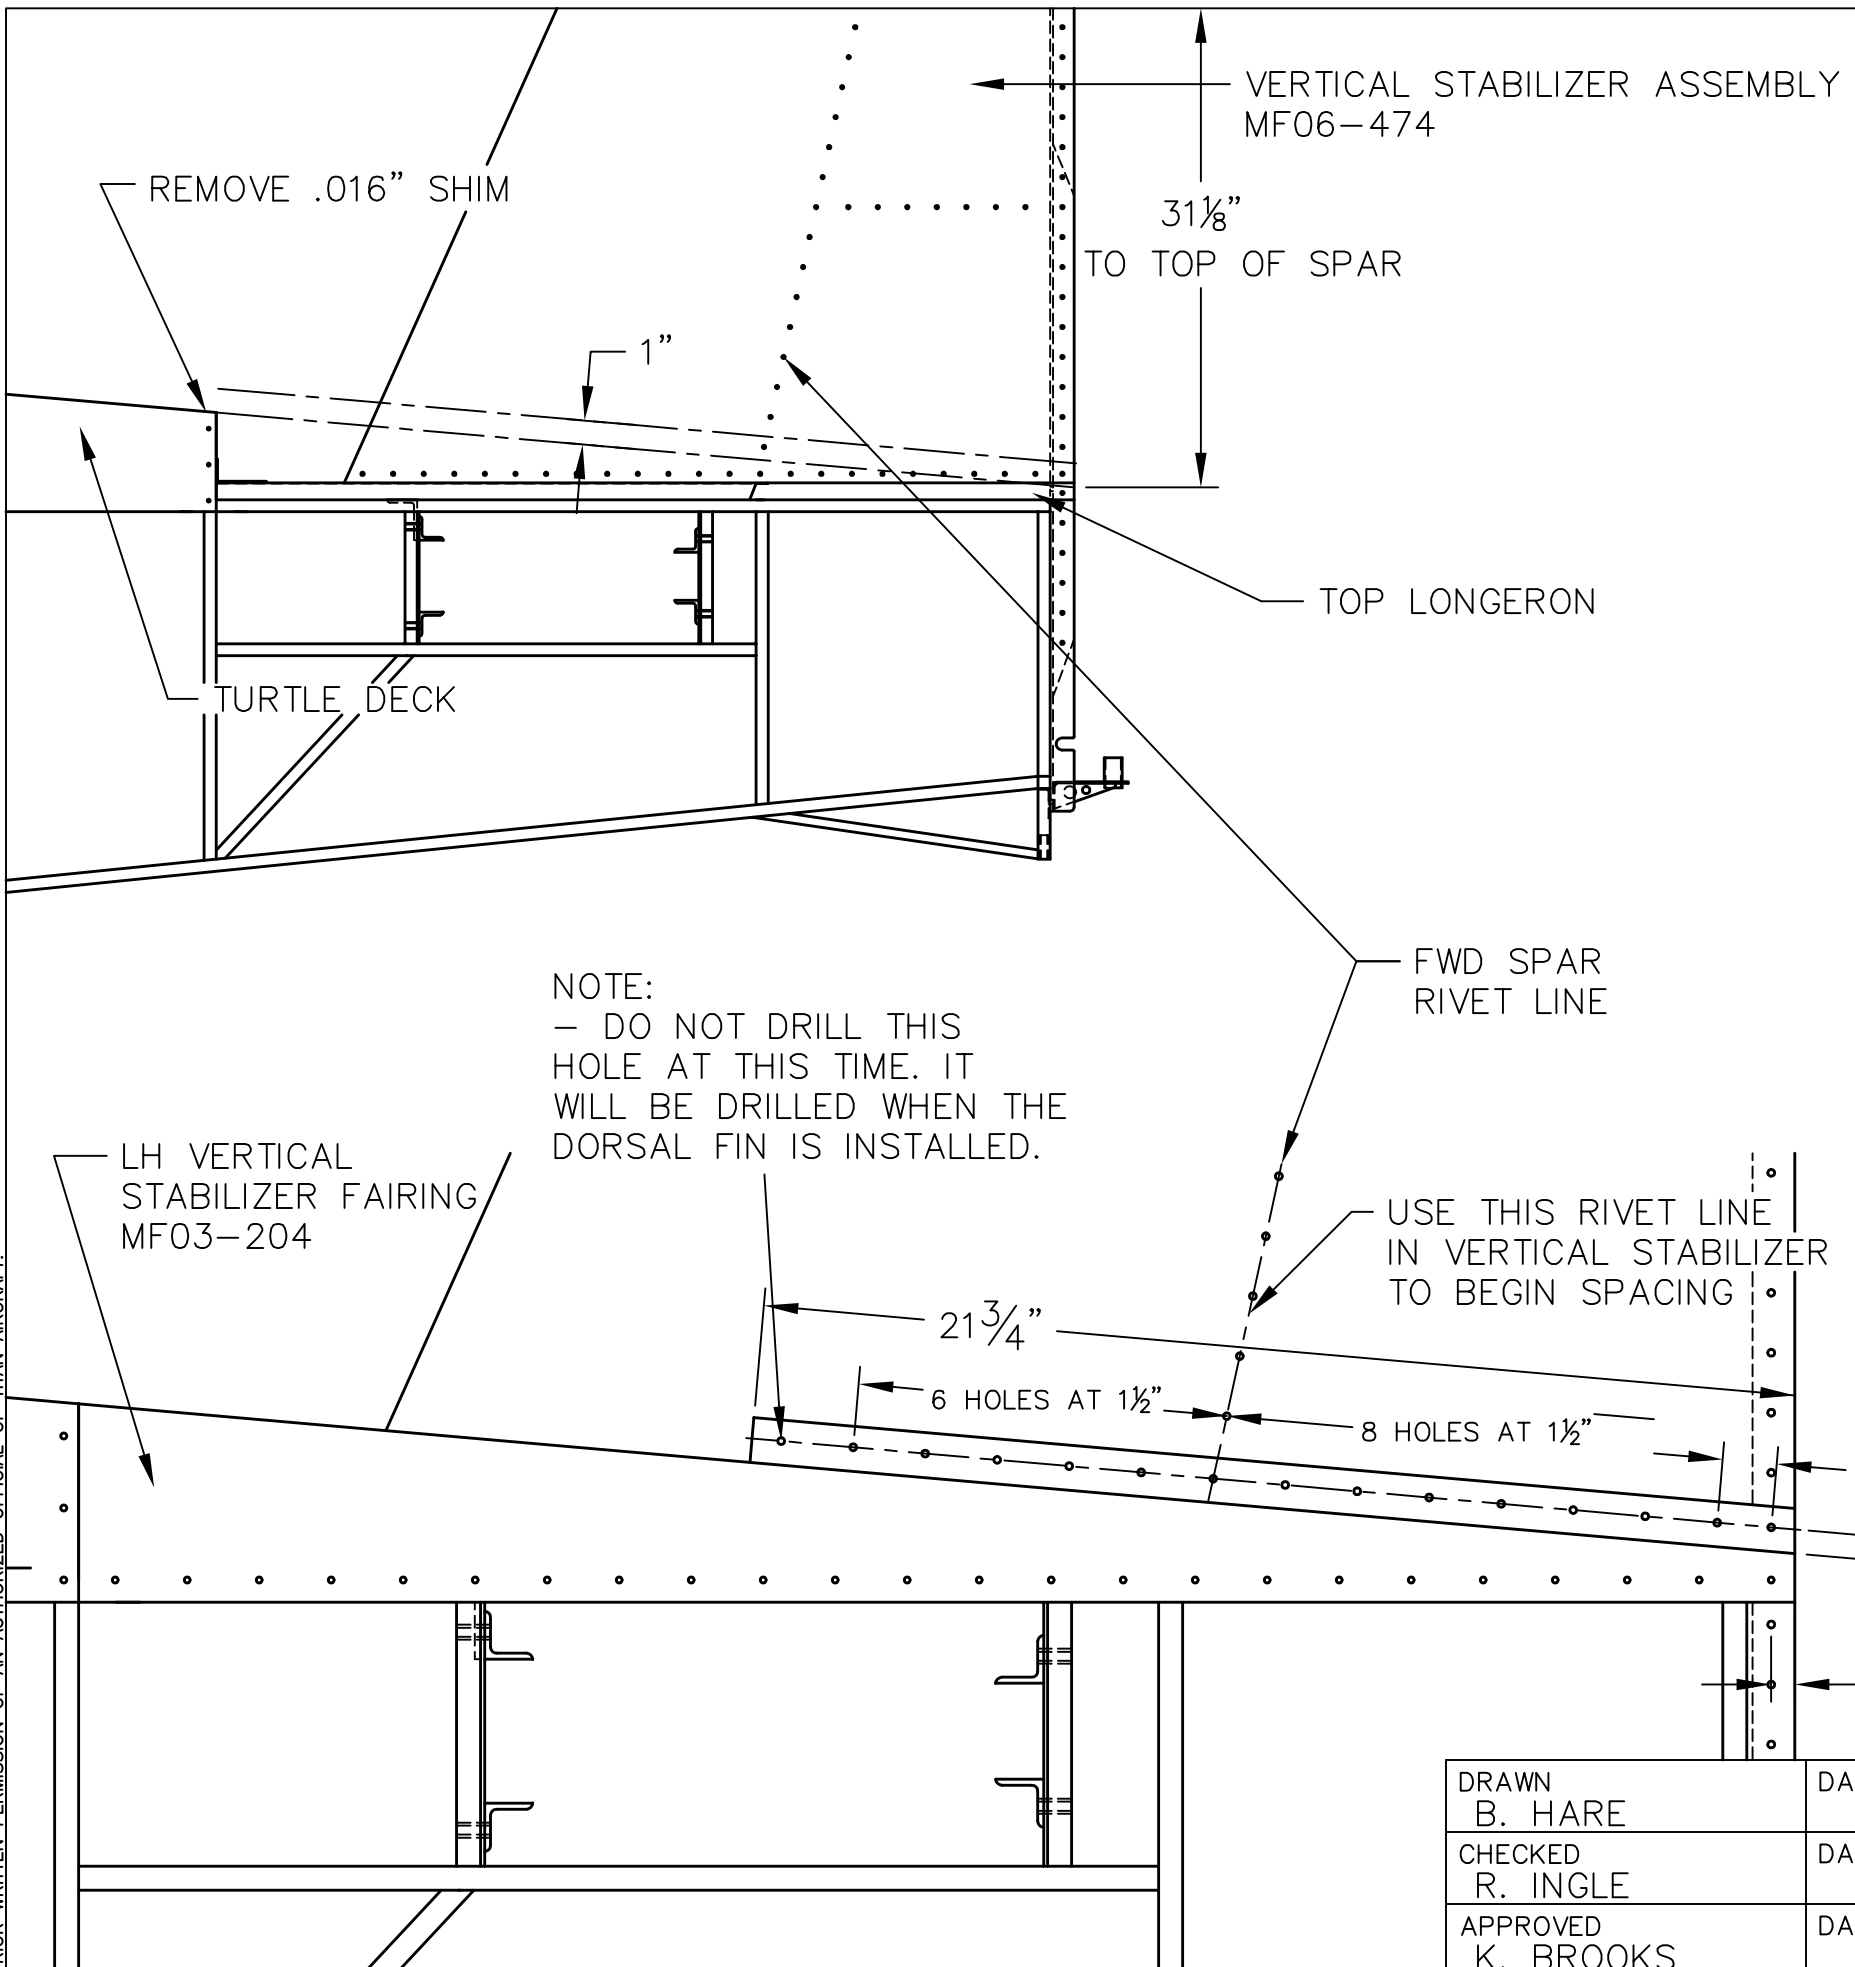 VERTICAL STABILIZER ASSEMBLY
MF06-474
REMOVE .016" SHIM
31⅛"
TO TOP OF SPAR
1"
TOP LONGERON
TURTLE DECK
FWD SPAR
RIVET LINE
NOTE:
- DO NOT DRILL THIS
HOLE AT THIS TIME. IT
WILL BE DRILLED WHEN THE
DORSAL FIN IS INSTALLED.
LH VERTICAL
STABILIZER FAIRING
MF03-204
USE THIS RIVET LINE
IN VERTICAL STABILIZER
TO BEGIN SPACING
21¾"
6 HOLES AT 1½"
8 HOLES AT 1½"
DRAWN DA
B. HARE
CHECKED DA
R. INGLE
APPROVED DA
K. BROOKS